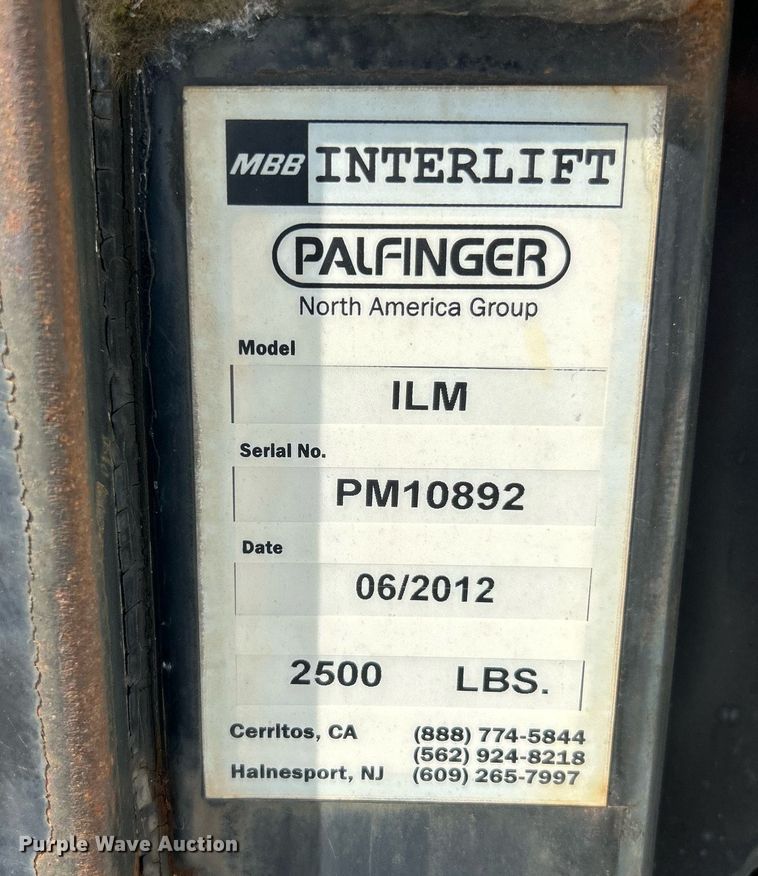 MBB INTERLIFT
PALFINGER
North America Group
Model
ILM
Serial No.
PM10892
Date
06/2012
2500 LBS.
Cerritos, CA (888) 774-5844
(562) 924-8218
Hainesport, NJ (609) 265-7997
Purple Wave Auction